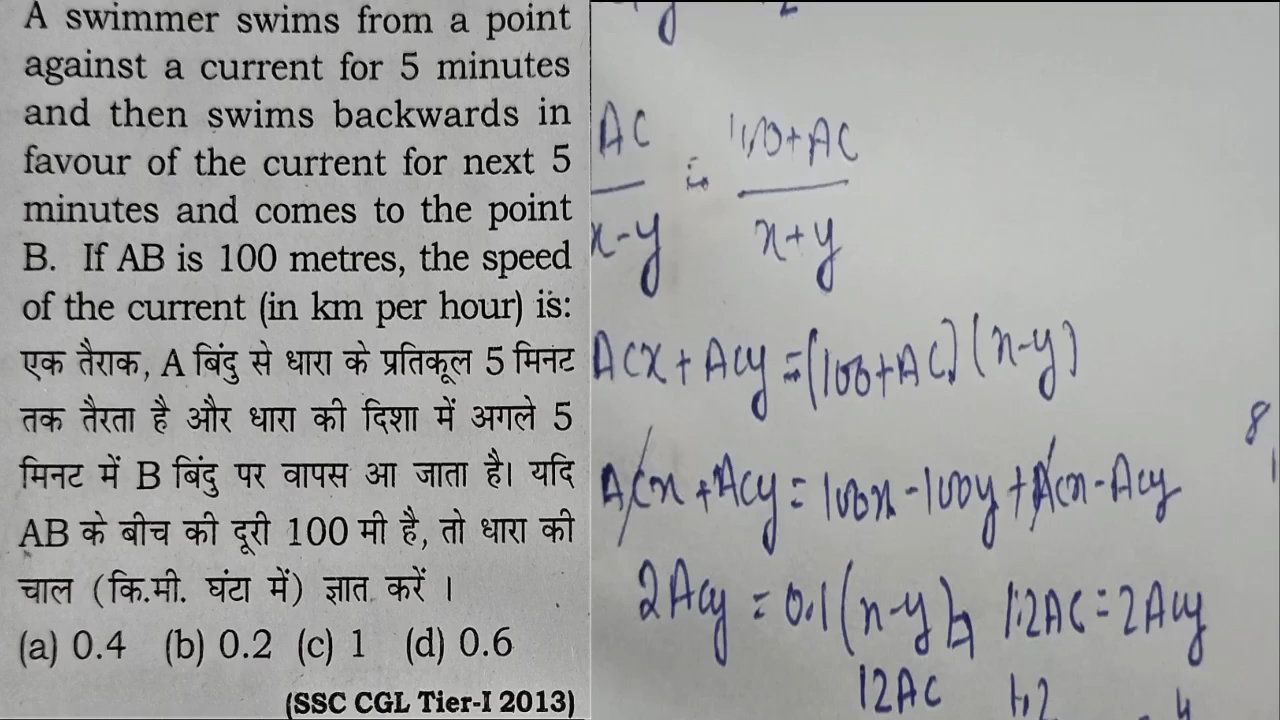 A swimmer swims from a point
against a current for 5 minutes
and then swims backwards in
favour of the current for next 5
minutes and comes to the point
B. If AB is 100 metres, the speed
of the current (in km per hour) is:
एक तैराक, A बिंदु से धारा के प्रतिकूल 5 मिनट
तक तैरता है और धारा की दिशा में अगले 5
मिनट में B बिंदु पर वापस आ जाता है। यदि
AB के बीच की दूरी 100 मी है, तो धारा की
चाल (कि.मी. घंटा में) ज्ञात करें ।
(a) 0.4 (b) 0.2 (c) 1 (d) 0.6
(SSC CGL Tier-I 2013)
y 2
AC = 100+AC
x-y x+y
ACx + ACy = (100+AC) (x-y)
ACx + ACy = 100x - 100y + ACx - ACy
8
2ACy = 0.1 (x-y) 1.2AC = 2ACy
12AC 1.2